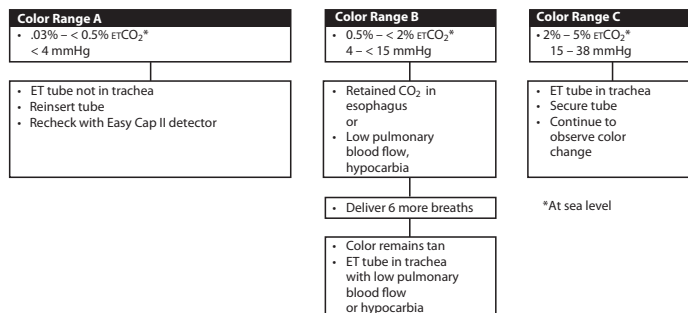 Color Range A
• .03% – < 0.5% ETCO₂*
< 4 mmHg
• ET tube not in trachea
• Reinsert tube
• Recheck with Easy Cap II detector
Color Range B
• 0.5% – < 2% ETCO₂*
4 – < 15 mmHg
• Retained CO₂ in
esophagus
or
• Low pulmonary
blood flow,
hypocarbia
• Deliver 6 more breaths
• Color remains tan
• ET tube in trachea
with low pulmonary
blood flow
or hypocarbia
Color Range C
• 2% – 5% ETCO₂*
15 – 38 mmHg
• ET tube in trachea
• Secure tube
• Continue to
observe color
change
*At sea level